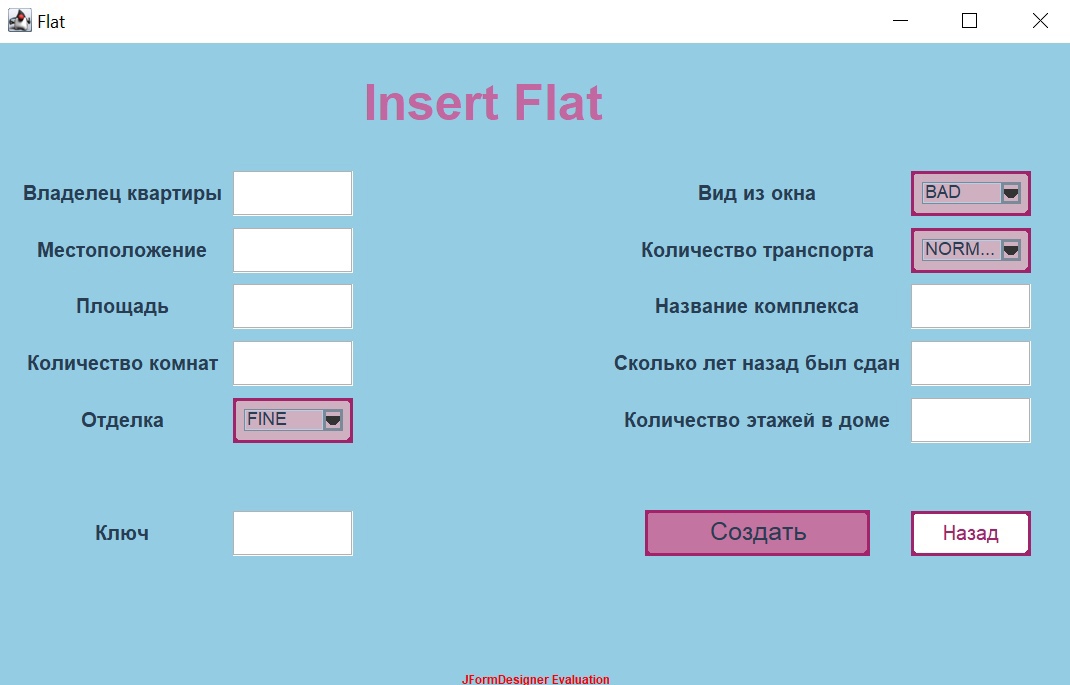 Flat
Insert Flat
Владелец квартиры
Местоположение
Площадь
Количество комнат
Отделка
FINE
Ключ
Вид из окна
BAD
Количество транспорта
NORM...
Название комплекса
Сколько лет назад был сдан
Количество этажей в доме
Создать
Назад
JFormDesigner Evaluation